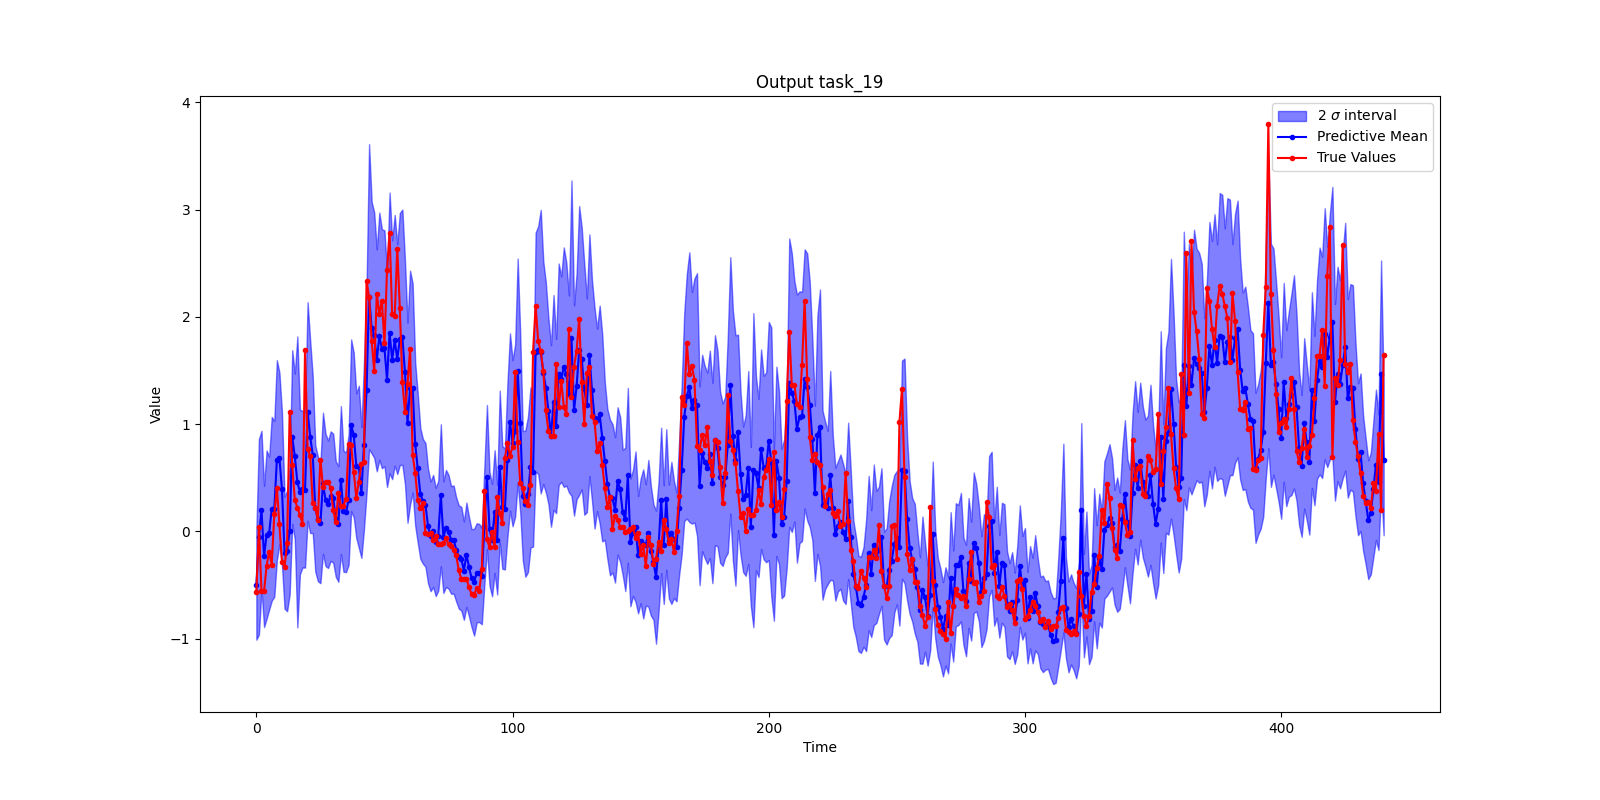 Output task_19
4
3
2
1
0
−1
Value
0
100
200
300
400
Time
2 σ interval
Predictive Mean
True Values